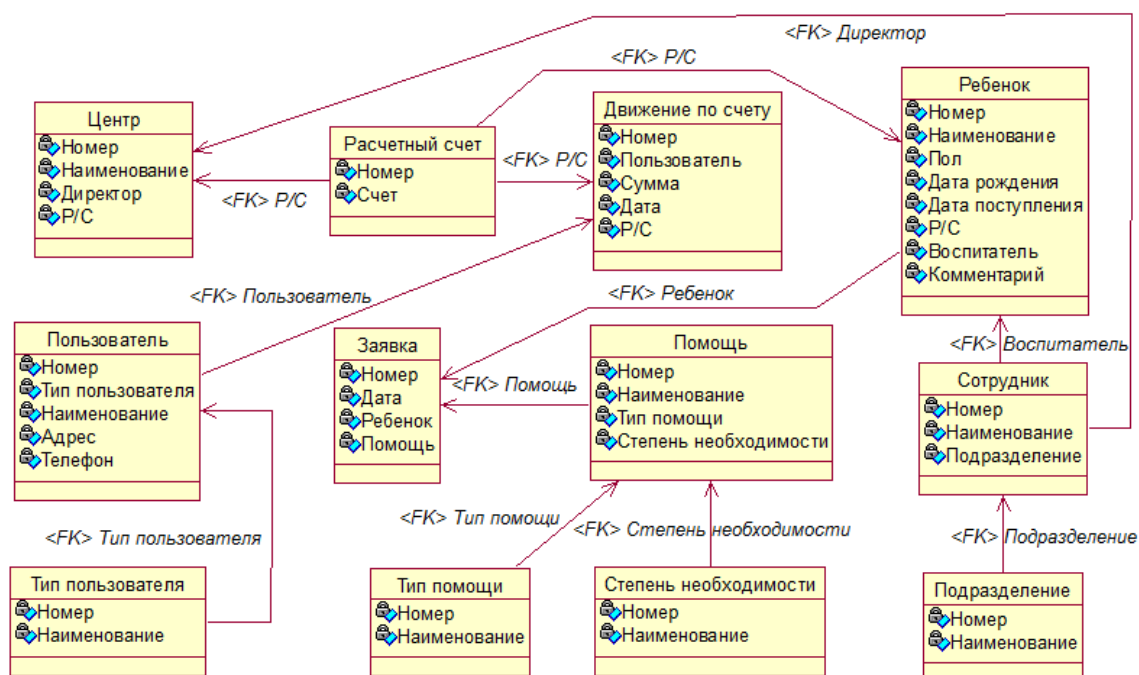 <FK> Директор
<FK> Р/С
Центр
Номер
Наименование
Директор
Р/С
Расчетный счет
Номер
Счет
<FK> Р/С
<FK> Р/С
Движение по счету
Номер
Пользователь
Сумма
Дата
Р/С
Ребенок
Номер
Наименование
Пол
Дата рождения
Дата поступления
Р/С
Воспитатель
Комментарий
<FK> Пользователь
<FK> Ребенок
Пользователь
Номер
Тип пользователя
Наименование
Адрес
Телефон
Заявка
Номер
Дата
Ребенок
Помощь
<FK> Помощь
Помощь
Номер
Наименование
Тип помощи
Степень необходимости
<FK> Воспитатель
Сотрудник
Номер
Наименование
Подразделение
<FK> Тип пользователя
<FK> Тип помощи
<FK> Степень необходимости
<FK> Подразделение
Тип пользователя
Номер
Наименование
Тип помощи
Номер
Наименование
Степень необходимости
Номер
Наименование
Подразделение
Номер
Наименование